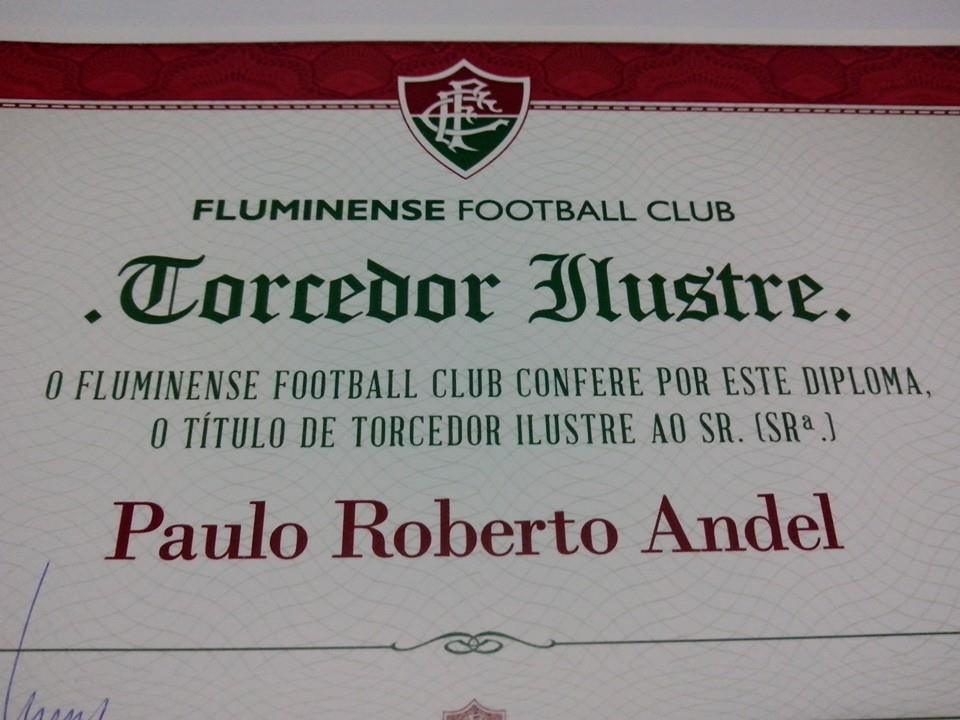 FLUMINENSE FOOTBALL CLUB
.Torcedor Ilustre.
O FLUMINENSE FOOTBALL CLUB CONFERE POR ESTE DIPLOMA,
O TÍTULO DE TORCEDOR ILUSTRE AO SR. (SRª.)
Paulo Roberto Andel